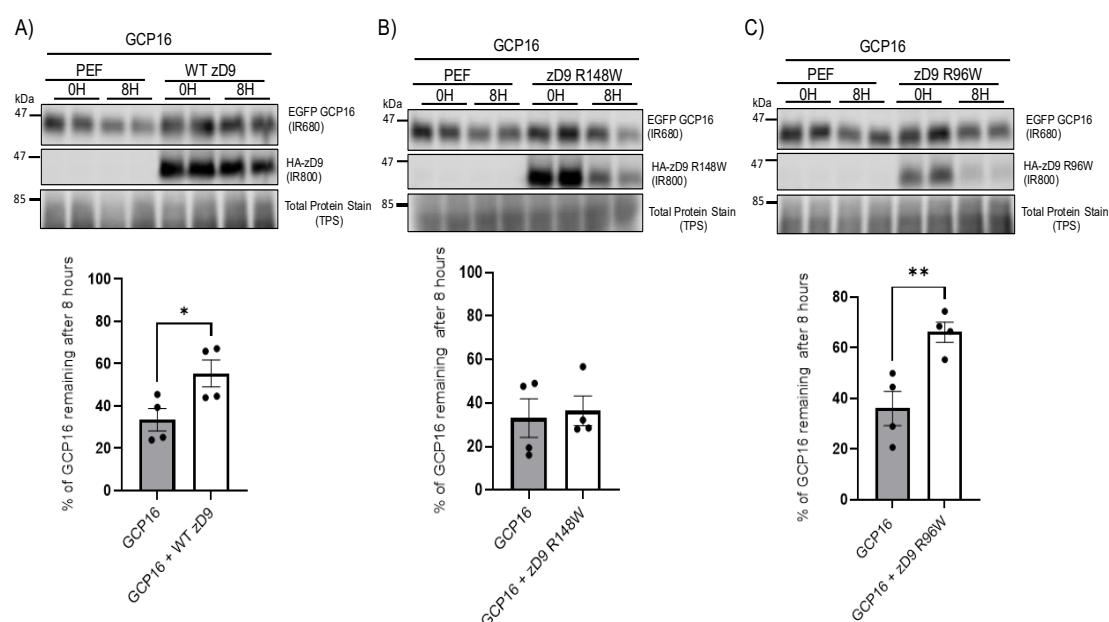 A)
GCP16
PEF WT zD9
0H 8H 0H 8H
kDa
47
EGFP GCP16
(IR680)
47
HA-zD9
(IR800)
85
Total Protein Stain
(TPS)
% of GCP16 remaining after 8 hours
100
80
60
40
20
0
*
GCP16
GCP16 + WT zD9
B)
GCP16
PEF zD9 R148W
0H 8H 0H 8H
kDa
47
EGFP GCP16
(IR680)
47
HA-zD9 R148W
(IR800)
85
Total Protein Stain
(TPS)
% of GCP16 remaining after 8 hours
100
80
60
40
20
0
GCP16
GCP16 + zD9 R148W
C)
GCP16
PEF zD9 R96W
0H 8H 0H 8H
kDa
47
EGFP GCP16
(IR680)
47
HA-zD9 R96W
(IR800)
85
Total Protein Stain
(TPS)
% of GCP16 remaining after 8 hours
80
60
40
20
0
**
GCP16
GCP16 + zD9 R96W